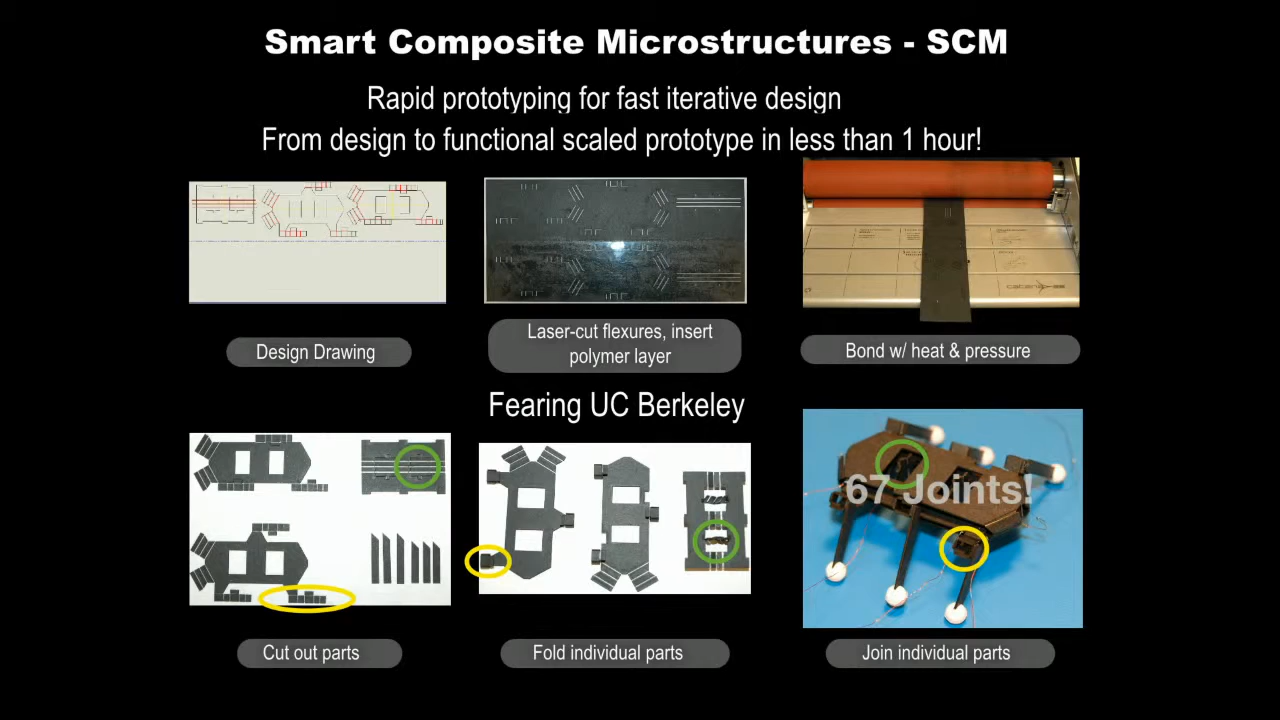 Smart Composite Microstructures - SCM
Rapid prototyping for fast iterative design
From design to functional scaled prototype in less than 1 hour!
Design Drawing
Laser-cut flexures, insert
polymer layer
Bond w/ heat & pressure
Fearing UC Berkeley
67 Joints!
Cut out parts
Fold individual parts
Join individual parts